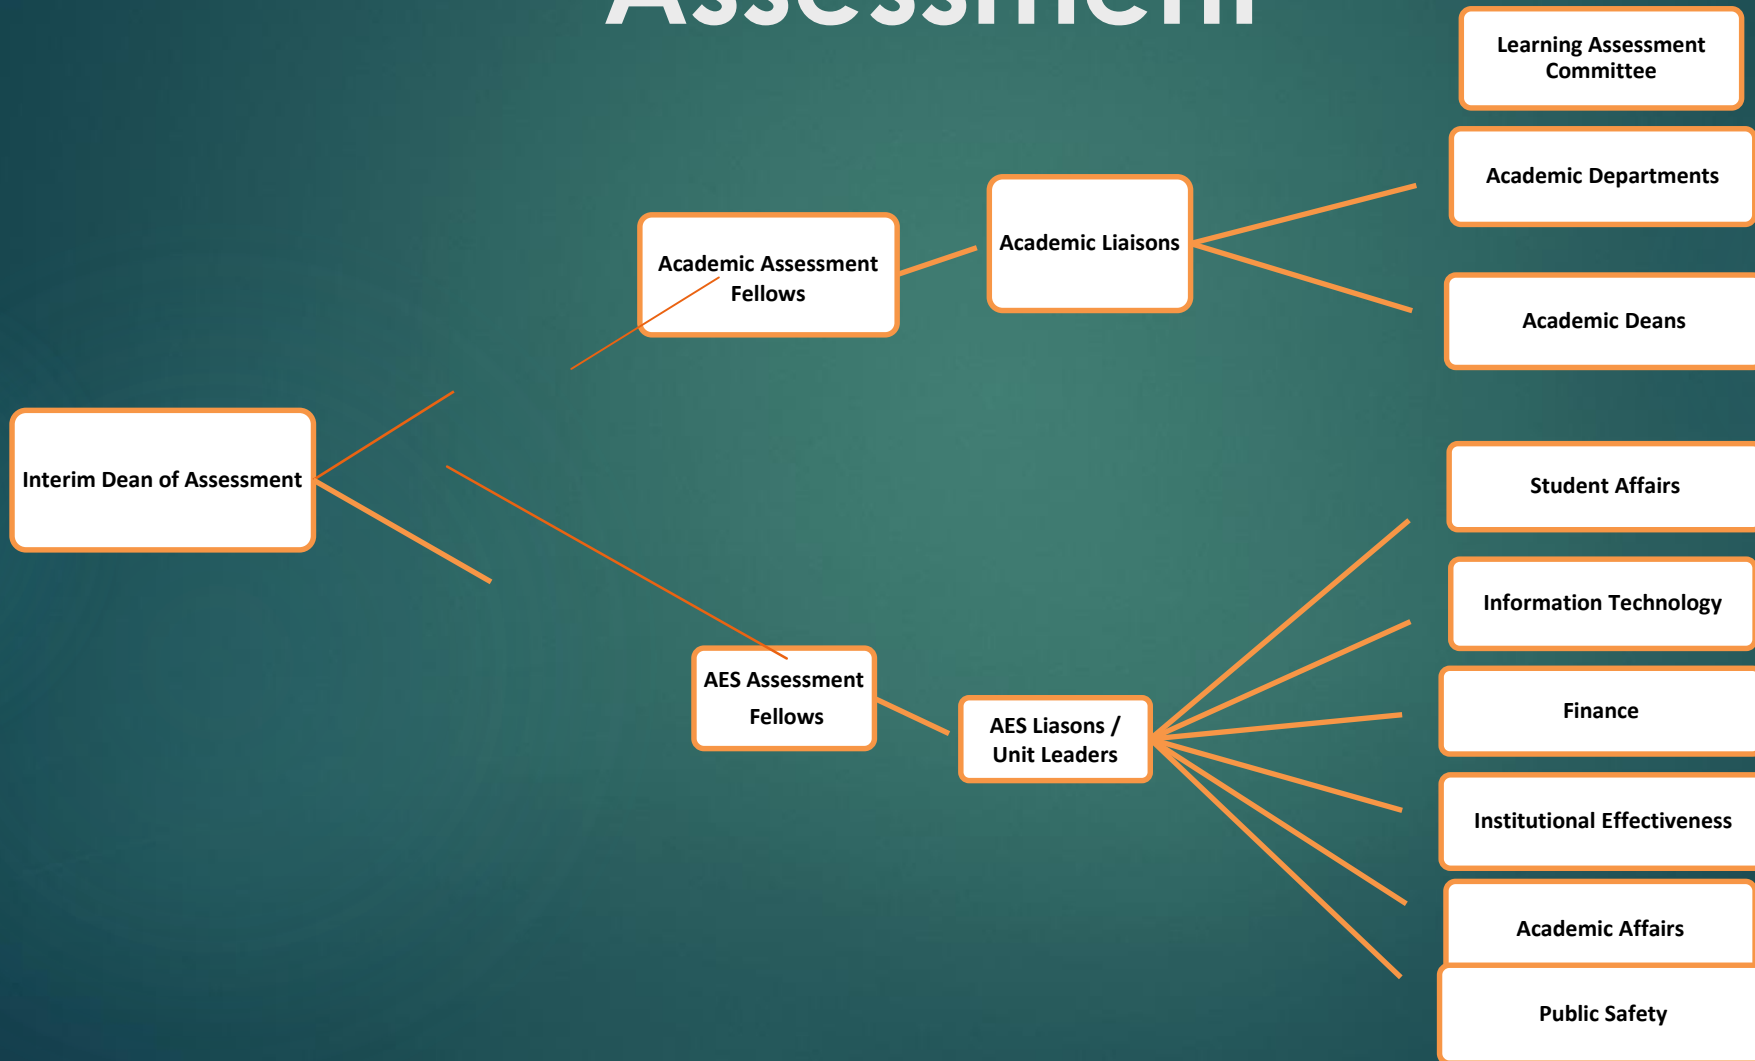 Assessment
Learning Assessment
Committee
Academic Departments
Academic Liaisons
Academic Assessment
Fellows
Academic Deans
Interim Dean of Assessment
Student Affairs
Information Technology
AES Assessment
Fellows
Finance
AES Liasons /
Unit Leaders
Institutional Effectiveness
Academic Affairs
Public Safety